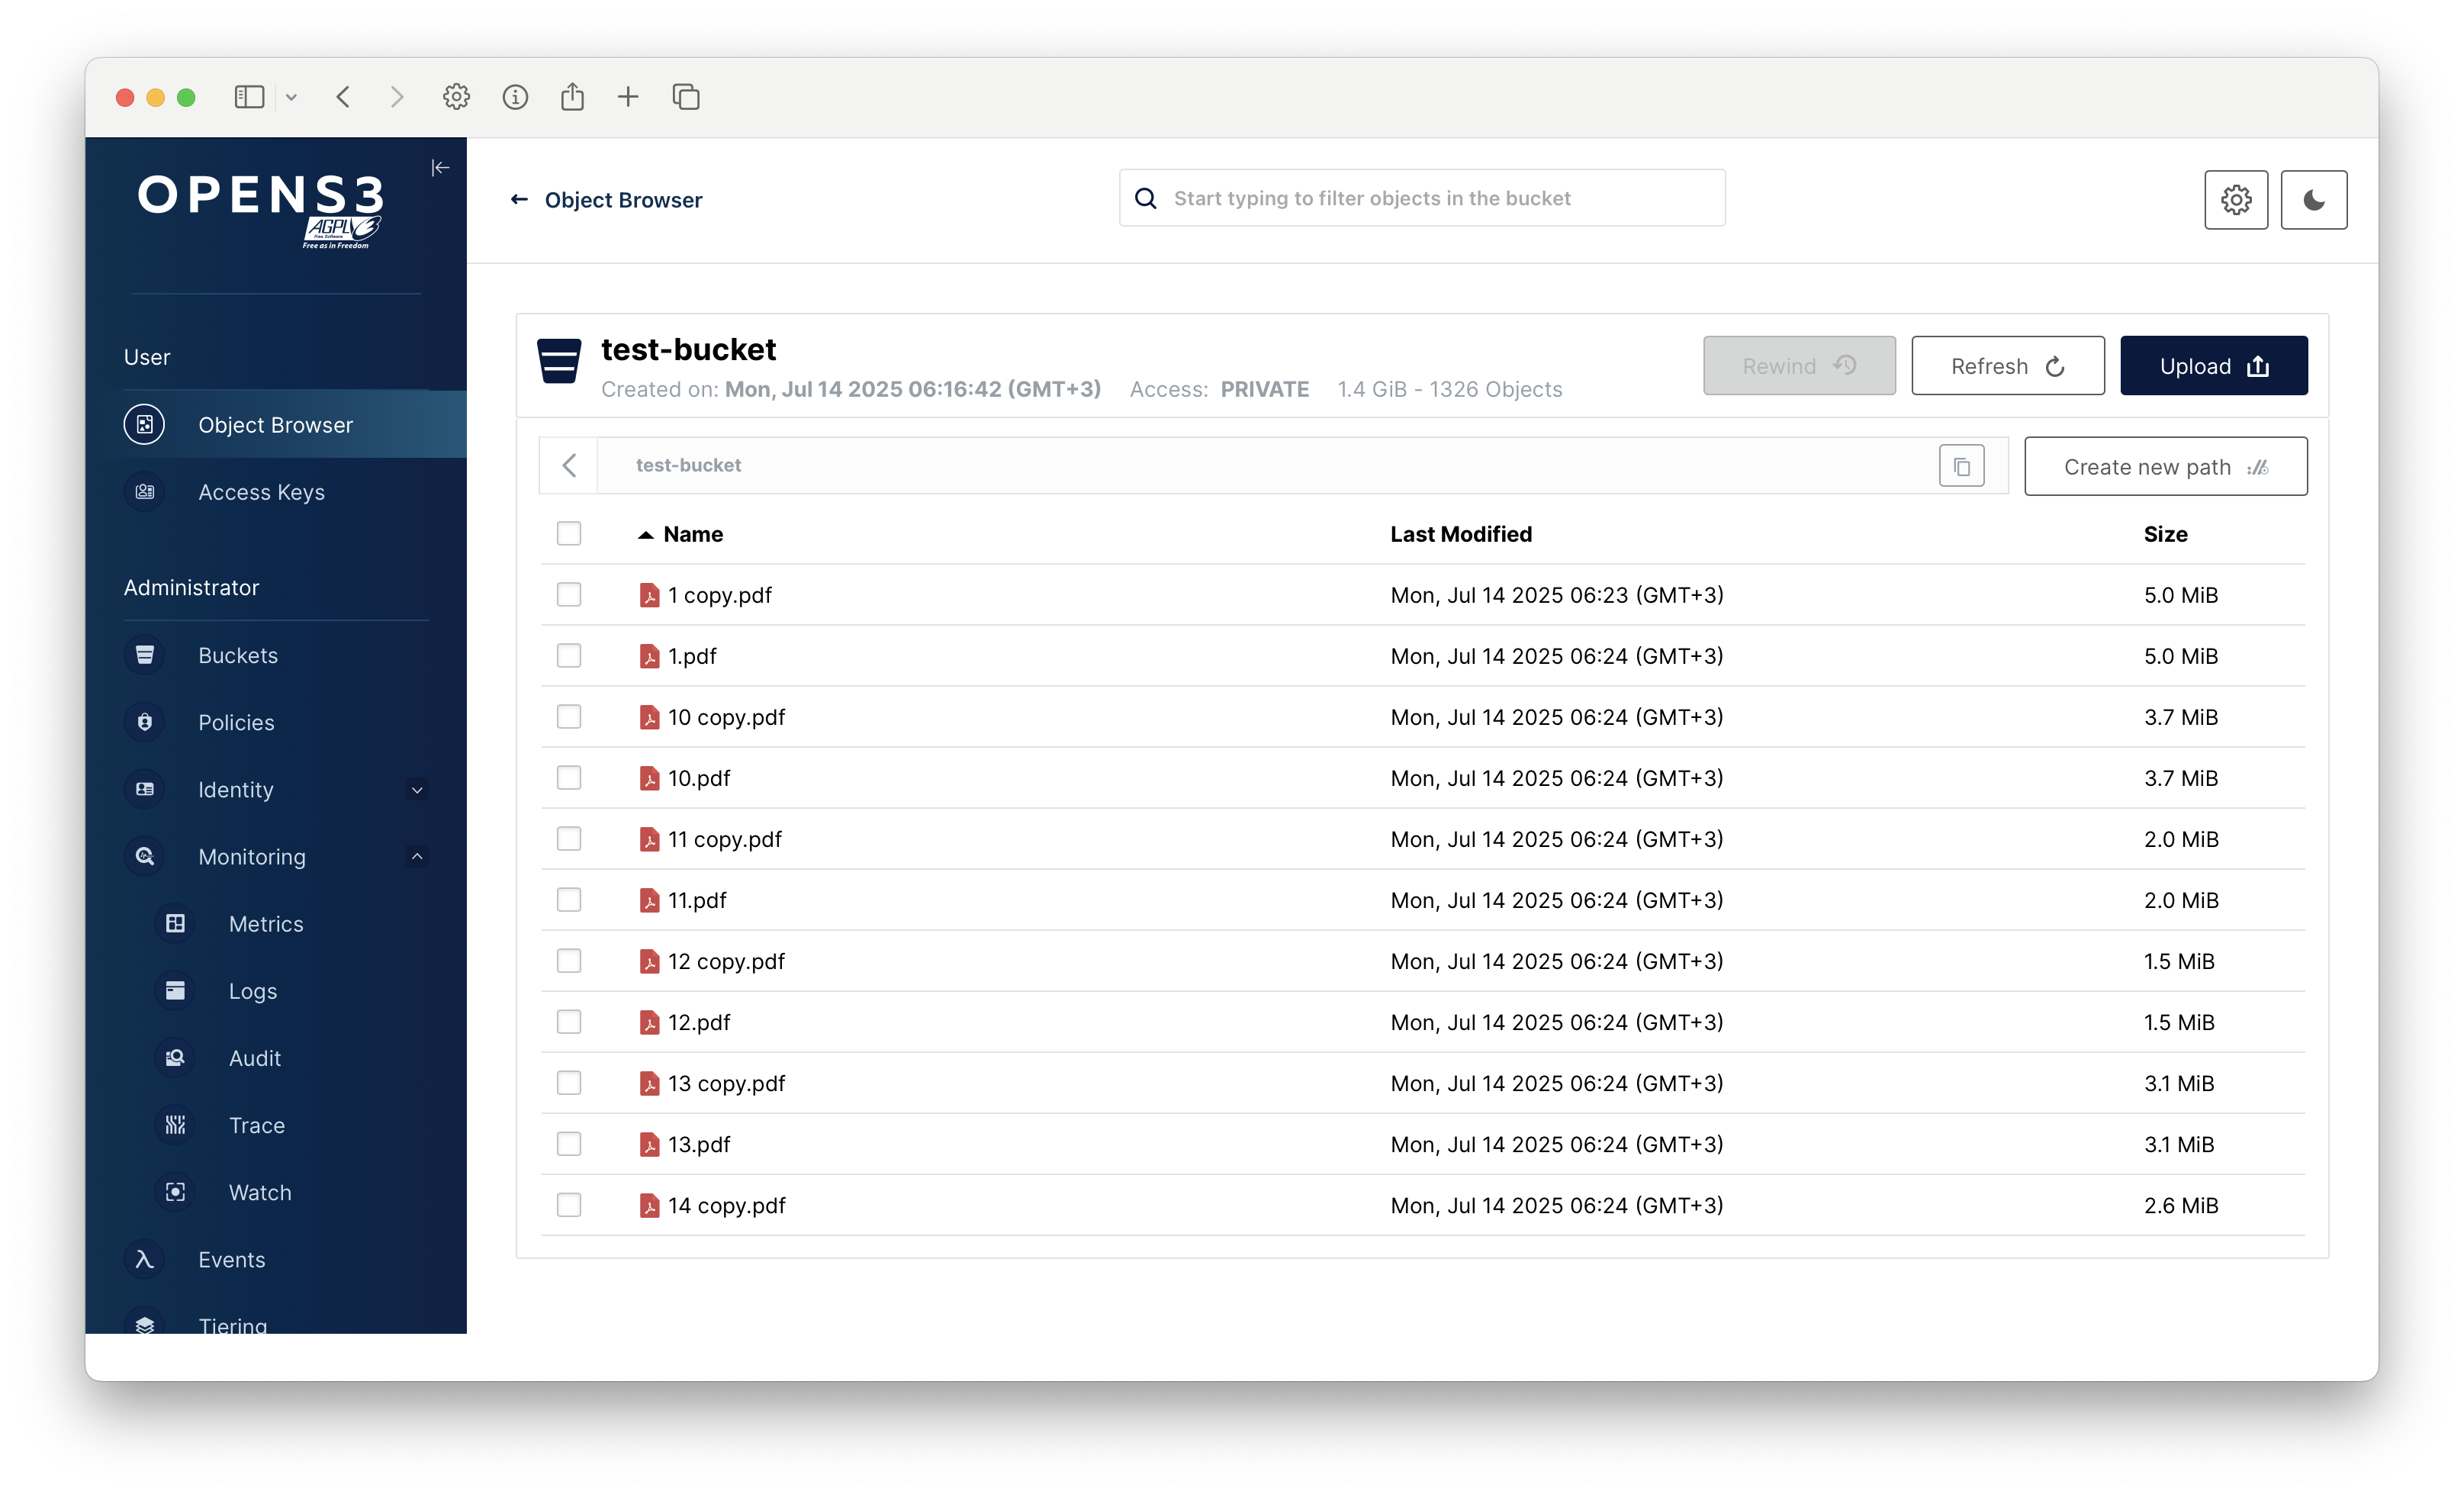 OPENS3
AGPL 3
Free Software
Free as in Freedom
User
Object Browser
Access Keys
Administrator
Buckets
Policies
Identity
Monitoring
Metrics
Logs
Audit
Trace
Watch
Events
Tiering
Object Browser
Start typing to filter objects in the bucket
test-bucket
Created on: Mon, Jul 14 2025 06:16:42 (GMT+3) Access: PRIVATE 1.4 GiB - 1326 Objects
Rewind
Refresh
Upload
test-bucket
Create new path
Name Last Modified Size
1 copy.pdf Mon, Jul 14 2025 06:23 (GMT+3) 5.0 MiB
1.pdf Mon, Jul 14 2025 06:24 (GMT+3) 5.0 MiB
10 copy.pdf Mon, Jul 14 2025 06:24 (GMT+3) 3.7 MiB
10.pdf Mon, Jul 14 2025 06:24 (GMT+3) 3.7 MiB
11 copy.pdf Mon, Jul 14 2025 06:24 (GMT+3) 2.0 MiB
11.pdf Mon, Jul 14 2025 06:24 (GMT+3) 2.0 MiB
12 copy.pdf Mon, Jul 14 2025 06:24 (GMT+3) 1.5 MiB
12.pdf Mon, Jul 14 2025 06:24 (GMT+3) 1.5 MiB
13 copy.pdf Mon, Jul 14 2025 06:24 (GMT+3) 3.1 MiB
13.pdf Mon, Jul 14 2025 06:24 (GMT+3) 3.1 MiB
14 copy.pdf Mon, Jul 14 2025 06:24 (GMT+3) 2.6 MiB